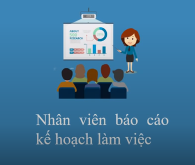 Nhân viên báo cáo
kế hoạch làm việc